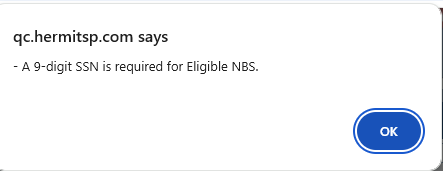 qc.hermitsp.com says
- A 9-digit SSN is required for Eligible NBS.
OK